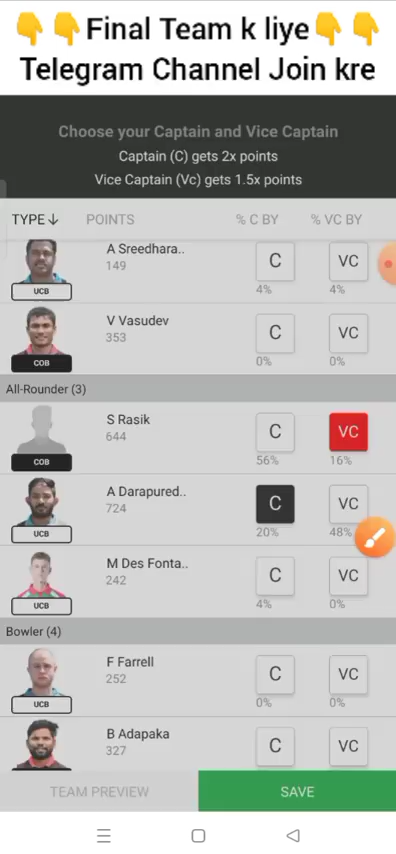 👇👇Final Team k liye👇👇
Telegram Channel Join kre
Choose your Captain and Vice Captain
Captain (C) gets 2x points
Vice Captain (Vc) gets 1.5x points
TYPE↓ POINTS % C BY % VC BY
A Sreedhara..
149
C VC
UCB
4% 4%
V Vasudev
353
C VC
COB
0% 0%
All-Rounder (3)
S Rasik
644
C VC
COB
56% 16%
A Darapured..
724
C VC
UCB
20% 48%
M Des Fonta..
242
C VC
UCB
4% 0%
Bowler (4)
F Farrell
252
C VC
UCB
0% 0%
B Adapaka
327
C VC
TEAM PREVIEW SAVE